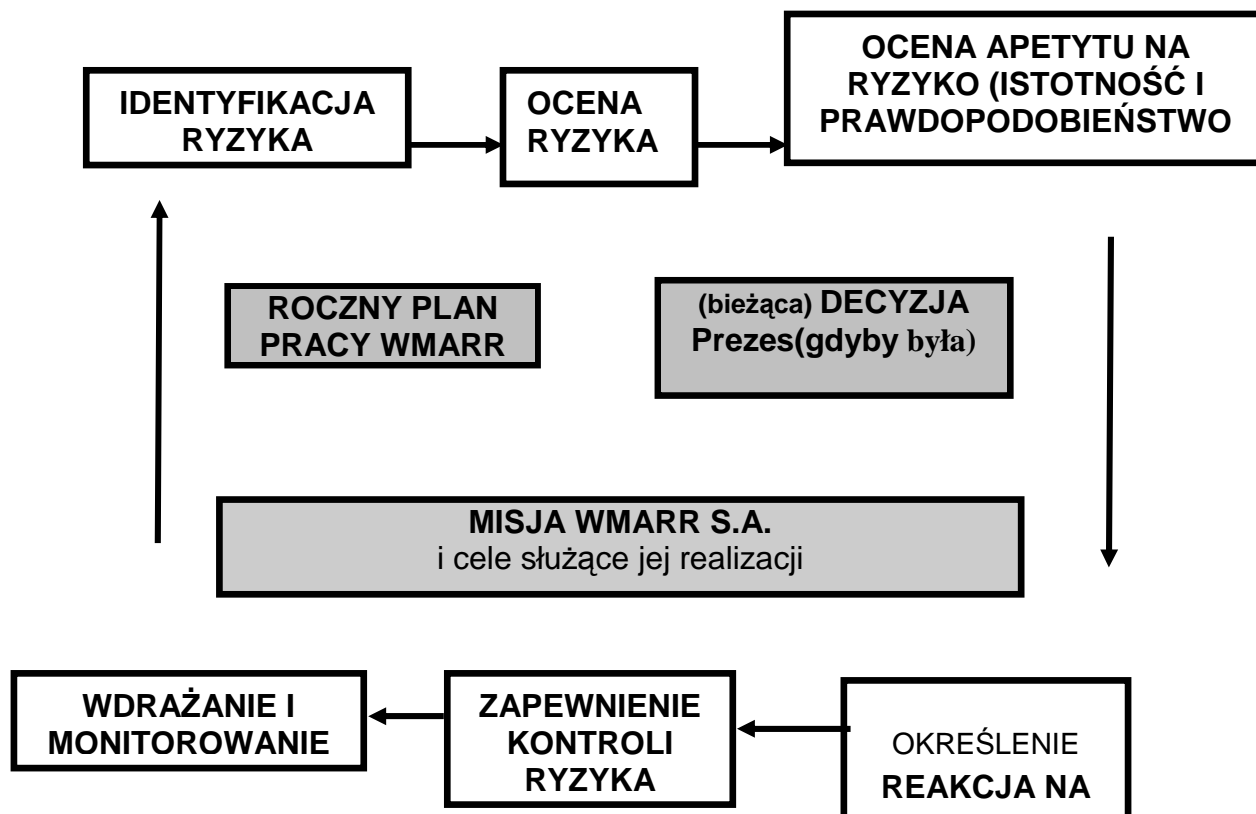 IDENTYFIKACJA
RYZYKA
OCENA
RYZYKA
OCENA APETYTU NA
RYZYKO (ISTOTNOŚĆ I
PRAWDOPODOBIEŃSTWO
ROCZNY PLAN
PRACY WMARR
(bieżąca) DECYZJA
Prezes(gdyby była)
MISJA WMARR S.A.
i cele służące jej realizacji
WDRAŻANIE I
MONITOROWANIE
ZAPEWNIENIE
KONTROLI
RYZYKA
OKREŚLENIE
REAKCJA NA